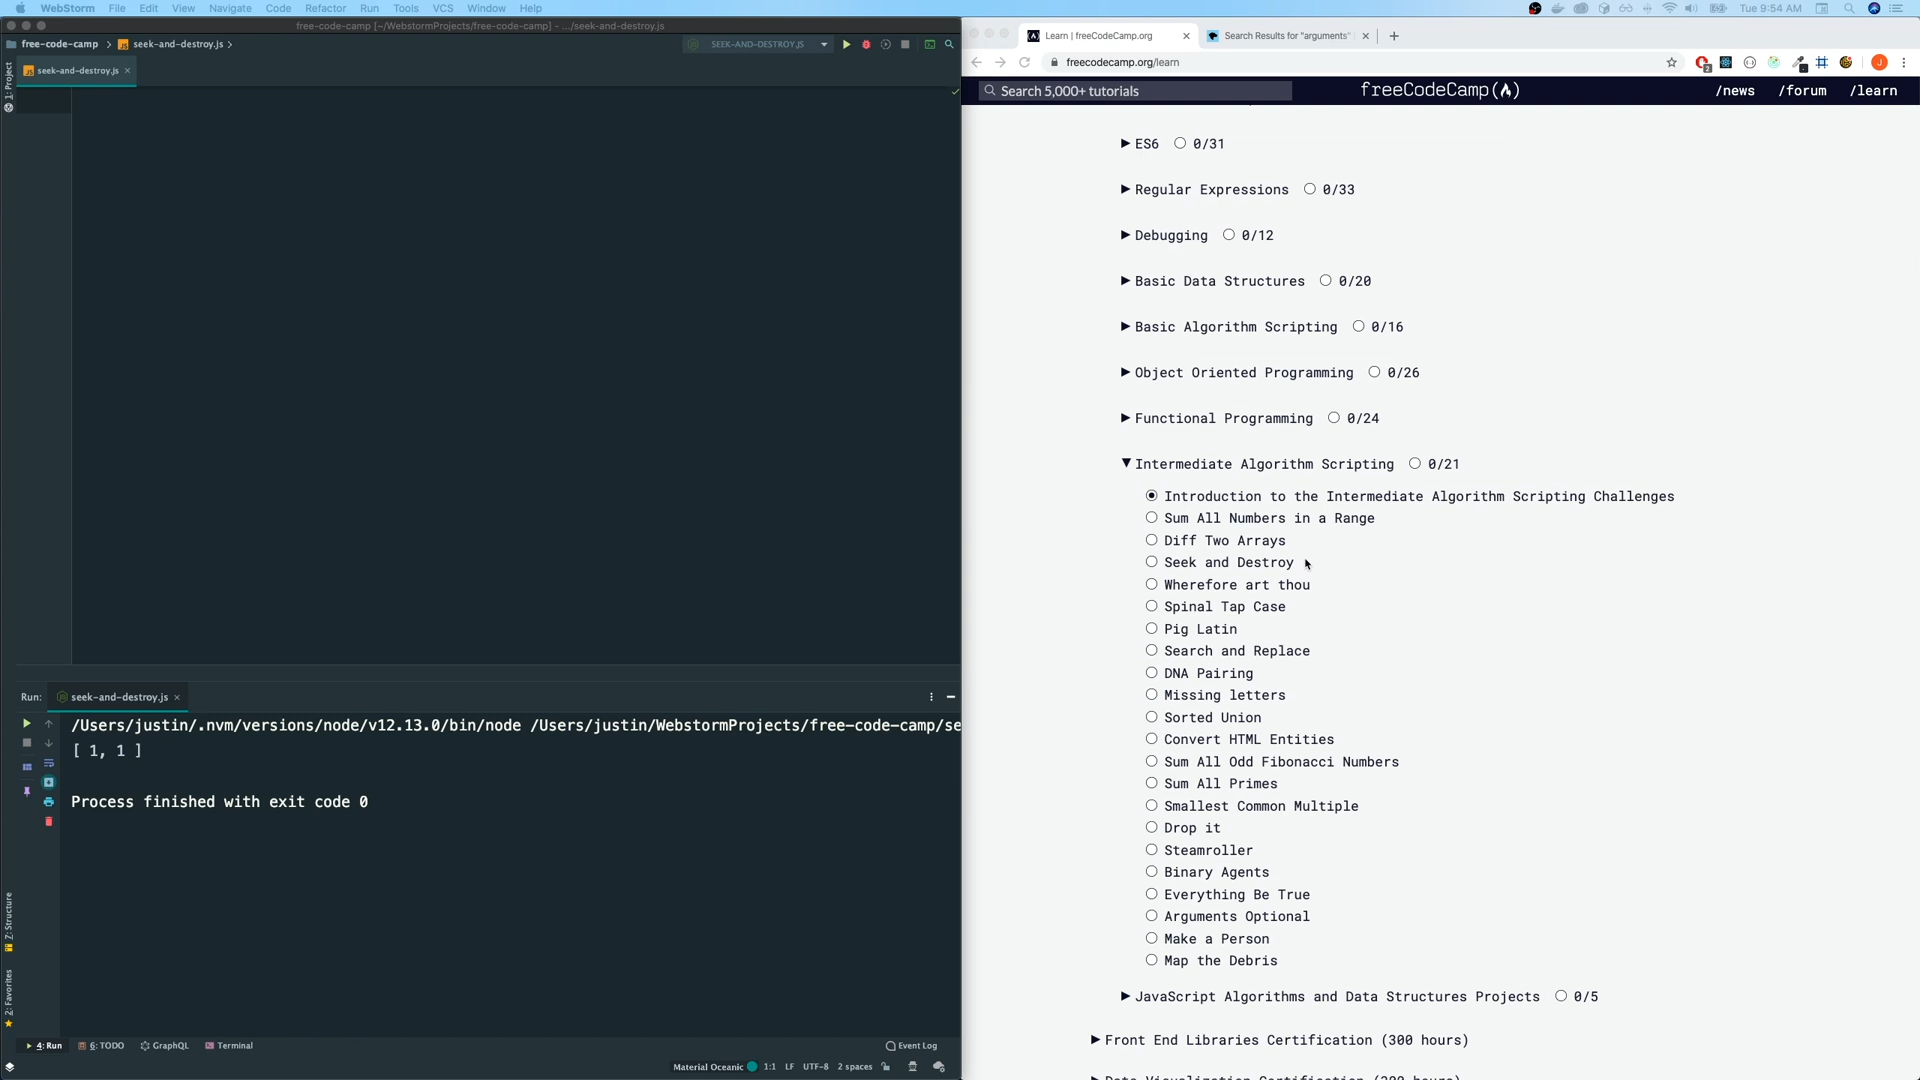 WebStorm File Edit View Navigate Code Refactor Run Tools VCS Window Help
Tue 9:54 AM
free-code-camp [~/WebstormProjects/free-code-camp] - .../seek-and-destroy.js
free-code-camp seek-and-destroy.js
SEEK-AND-DESTROY.JS
seek-and-destroy.js
1: Project
Run: seek-and-destroy.js
/Users/justin/.nvm/versions/node/v12.13.0/bin/node /Users/justin/WebstormProjects/free-code-camp/se
[ 1, 1 ]
Process finished with exit code 0
Z: Structure
2: Favorites
4: Run 6: TODO GraphQL Terminal
Event Log
Material Oceanic 1:1 LF UTF-8 2 spaces
Learn | freeCodeCamp.org
Search Results for "arguments"
freecodecamp.org/learn
2
J
Search 5,000+ tutorials
freeCodeCamp
/news /forum /learn
ES6 0/31
Regular Expressions 0/33
Debugging 0/12
Basic Data Structures 0/20
Basic Algorithm Scripting 0/16
Object Oriented Programming 0/26
Functional Programming 0/24
Intermediate Algorithm Scripting 0/21
Introduction to the Intermediate Algorithm Scripting Challenges
Sum All Numbers in a Range
Diff Two Arrays
Seek and Destroy
Wherefore art thou
Spinal Tap Case
Pig Latin
Search and Replace
DNA Pairing
Missing letters
Sorted Union
Convert HTML Entities
Sum All Odd Fibonacci Numbers
Sum All Primes
Smallest Common Multiple
Drop it
Steamroller
Binary Agents
Everything Be True
Arguments Optional
Make a Person
Map the Debris
JavaScript Algorithms and Data Structures Projects 0/5
Front End Libraries Certification (300 hours)